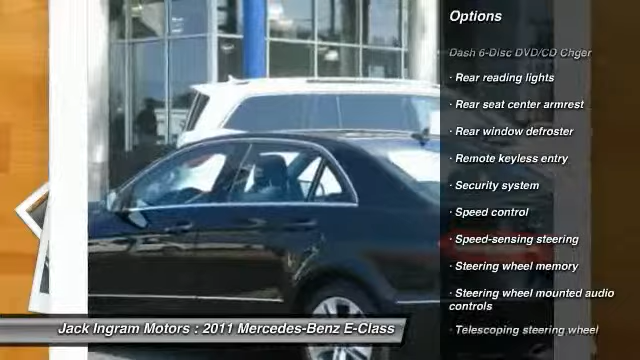 Options
Dash 6-Disc DVD/CD Chger
· Rear reading lights
· Rear seat center armrest
· Rear window defroster
· Remote keyless entry
· Security system
· Speed control
· Speed-sensing steering
· Steering wheel memory
· Steering wheel mounted audio
controls
· Telescoping steering wheel
Jack Ingram Motors : 2011 Mercedes-Benz E-Class